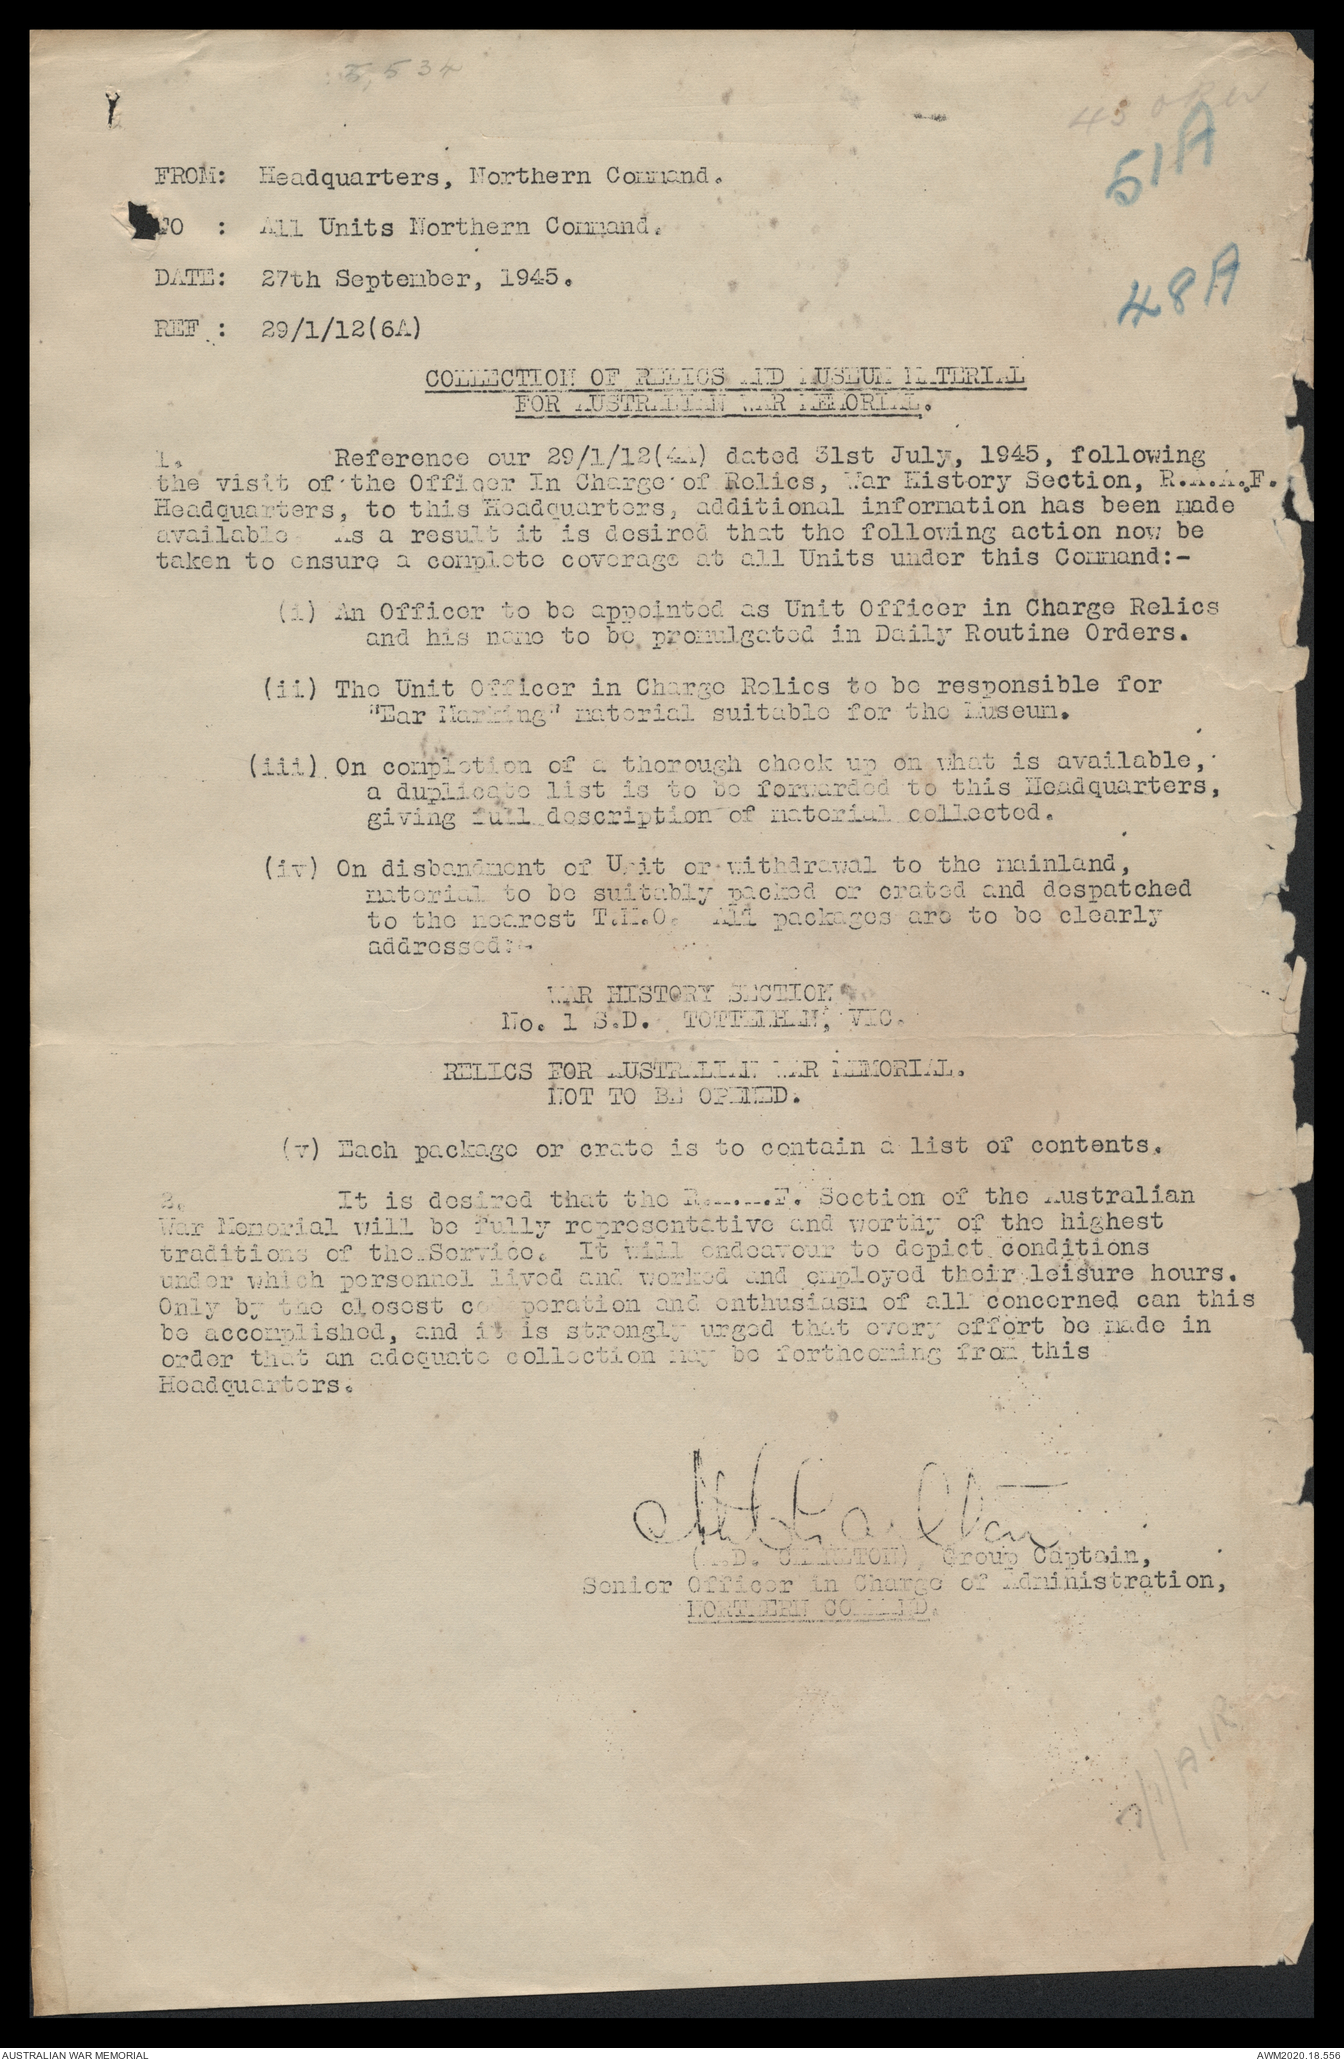 5,534
51A
48A
FROM: Headquarters, Northern Command.
TO : All Units Northern Command.
DATE: 27th September, 1945.
REF : 29/1/12(6A)
COLLECTION OF RELICS AND MUSEUM MATERIAL
FOR AUSTRALIAN WAR MEMORIAL.
1. Reference our 29/1/12(4A) dated 31st July, 1945, following
the visit of the Officer In Charge of Relics, War History Section, R.A.A.F.
Headquarters, to this Headquarters, additional information has been made
available As a result it is desired that the following action now be
taken to ensure a complete coverage at all Units under this Command:-
(i) An Officer to be appointed as Unit Officer in Charge Relics
and his name to be promulgated in Daily Routine Orders.
(ii) The Unit Officer in Charge Relics to be responsible for
"Ear Marking" material suitable for the Museum.
(iii) On completion of a thorough check up on what is available,
a duplicate list is to be forwarded to this Headquarters,
giving full description of material collected.
(iv) On disbandment of Unit or withdrawal to the mainland,
material to be suitably packed or crated and despatched
to the nearest T.M.O. All packages are to be clearly
addressed:-
WAR HISTORY SECTION
No. 1 S.D. TOTTENHAM, VIC.
RELICS FOR AUSTRALIAN WAR MEMORIAL.
NOT TO BE OPENED.
(v) Each package or crate is to contain a list of contents.
2. It is desired that the R.A.A.F. Section of the Australian
War Memorial will be fully representative and worthy of the highest
traditions of the Service. It will endeavour to depict conditions
under which personnel lived and worked and employed their leisure hours.
Only by the closest co-operation and enthusiasm of all concerned can this
be accomplished, and it is strongly urged that every effort be made in
order that an adequate collection may be forthcoming from this
Headquarters.
(.D. CHARLTON) Group Captain,
Senior Officer in Charge of Administration,
NORTHERN COMMAND.
AUSTRALIAN WAR MEMORIAL
AWM2020.18.556